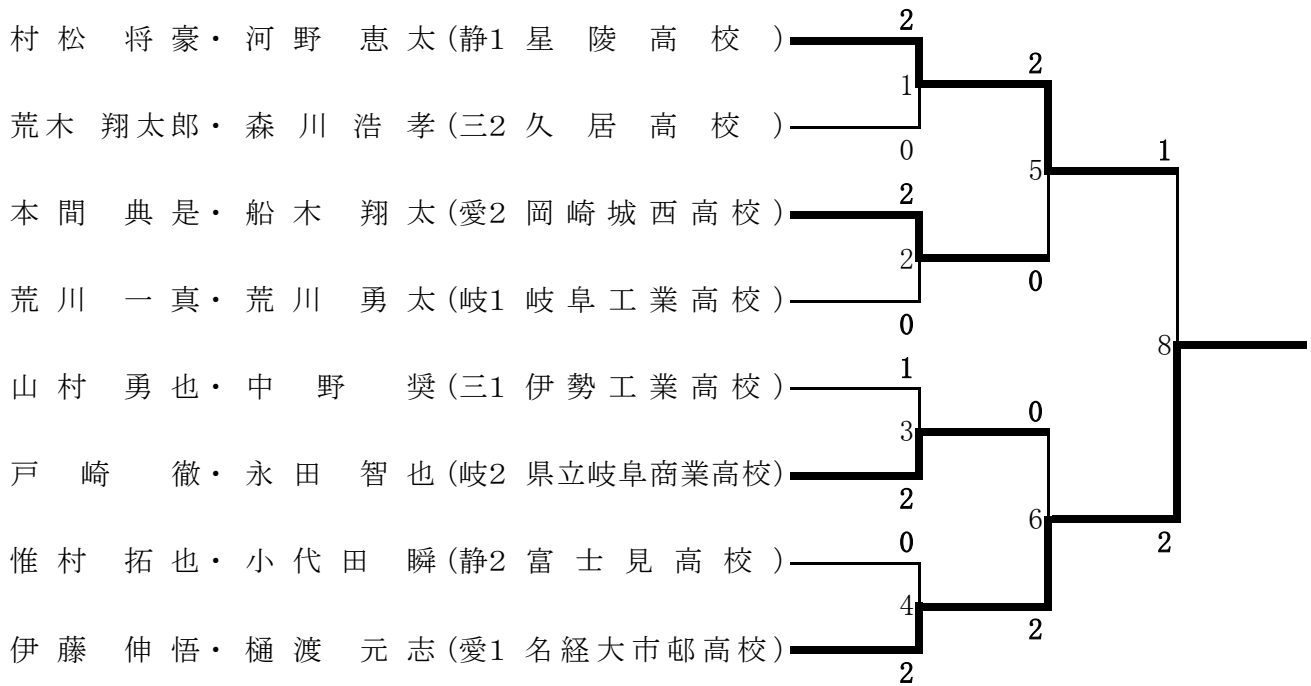 2
村松 将豪・河野 恵太(静1 星陵高校)
2
1
荒木 翔太郎・森川 浩孝(三2 久居高校)
0
1
5
2
本間 典是・船木 翔太(愛2 岡崎城西高校)
2
0
荒川 一真・荒川 勇太(岐1 岐阜工業高校)
0
8
1
山村 勇也・中野 奨(三1 伊勢工業高校)
0
3
戸崎 徹・永田 智也(岐2 県立岐阜商業高校)
2
6
2
0
惟村 拓也・小代田 瞬(静2 富士見高校)
4
2
伊藤 伸悟・樋渡 元志(愛1 名経大市邨高校)
2